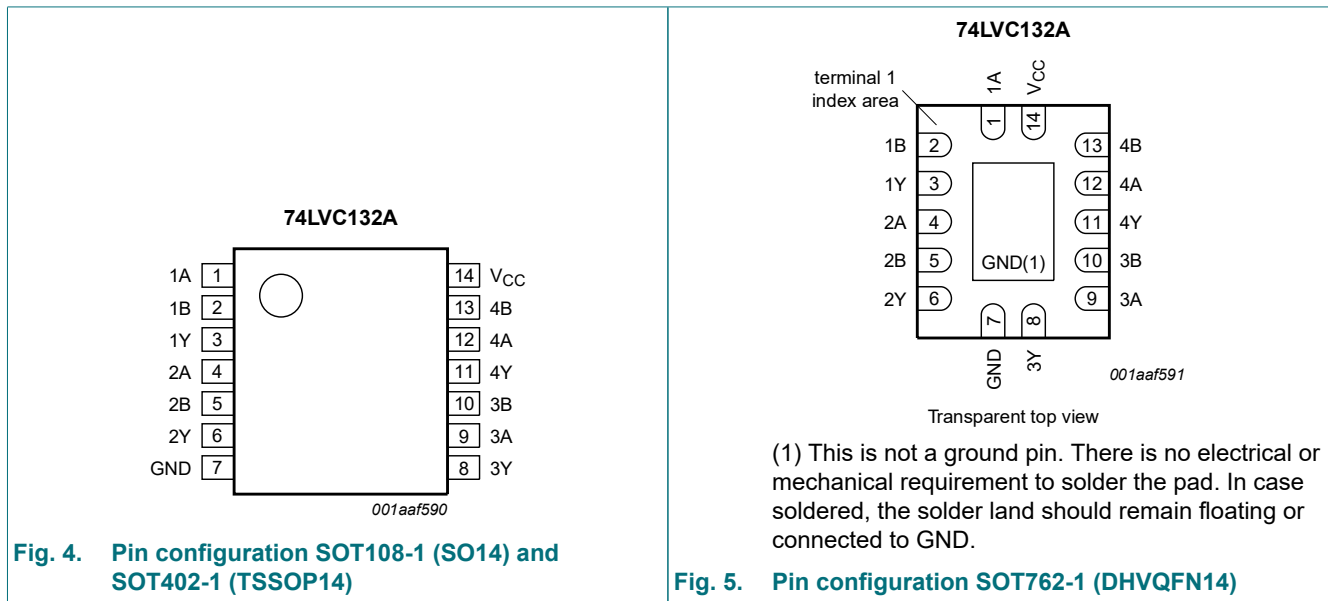 74LVC132A
1A 1
1B 2
1Y 3
2A 4
2B 5
2Y 6
GND 7
14 VCC
13 4B
12 4A
11 4Y
10 3B
9 3A
8 3Y
001aaf590
Fig. 4. Pin configuration SOT108-1 (SO14) and
SOT402-1 (TSSOP14)
74LVC132A
terminal 1
index area
1A
VCC
1
14
1B 2
1Y 3
2A 4
2B 5
2Y 6
13 4B
12 4A
11 4Y
10 3B
9 3A
GND(1)
7
8
GND
3Y
001aaf591
Transparent top view
(1) This is not a ground pin. There is no electrical or
mechanical requirement to solder the pad. In case
soldered, the solder land should remain floating or
connected to GND.
Fig. 5. Pin configuration SOT762-1 (DHVQFN14)